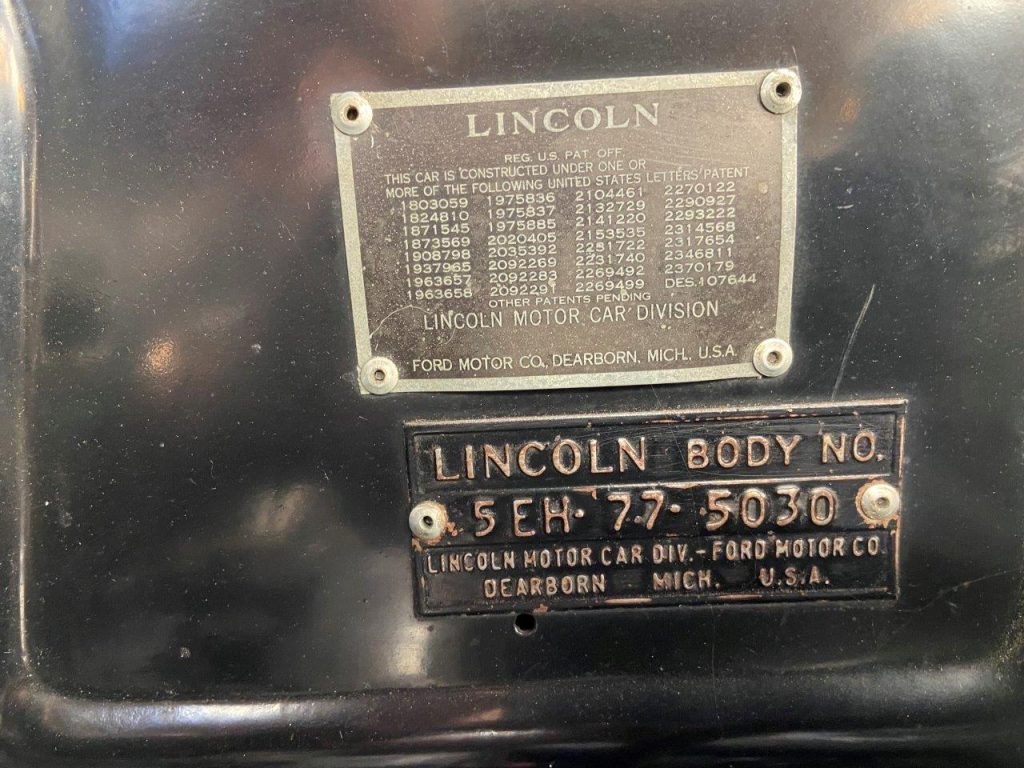 LINCOLN
REG. U.S. PAT. OFF.
THIS CAR IS CONSTRUCTED UNDER ONE OR
MORE OF THE FOLLOWING UNITED STATES LETTERS PATENT
1803059 1975836 2104461 2270122
1824810 1975837 2132729 2290927
1871545 1975885 2141220 2293222
1873569 2020405 2153535 2314568
1908798 2035392 2231722 2317654
1937965 2092269 2231740 2346811
1963657 2092283 2269492 2370179
1963658 2092291 2269499 DES.107644
OTHER PATENTS PENDING
LINCOLN MOTOR CAR DIVISION
FORD MOTOR CO., DEARBORN, MICH., U.S.A.
LINCOLN BODY NO.
5EH· 77· 5030
LINCOLN MOTOR CAR DIV.-FORD MOTOR CO.
DEARBORN MICH. U.S.A.